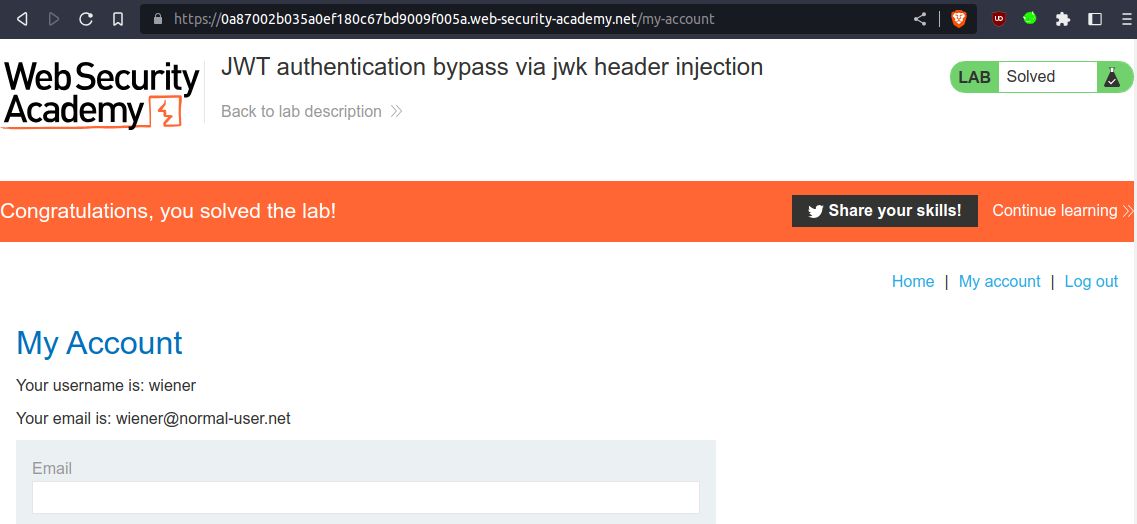 https://0a87002b035a0ef180c67bd9009f005a.web-security-academy.net/my-account
Web Security
Academy
JWT authentication bypass via jwk header injection
Back to lab description
LAB Solved
Congratulations, you solved the lab!
Share your skills!
Continue learning
Home | My account | Log out
My Account
Your username is: wiener
Your email is: wiener@normal-user.net
Email